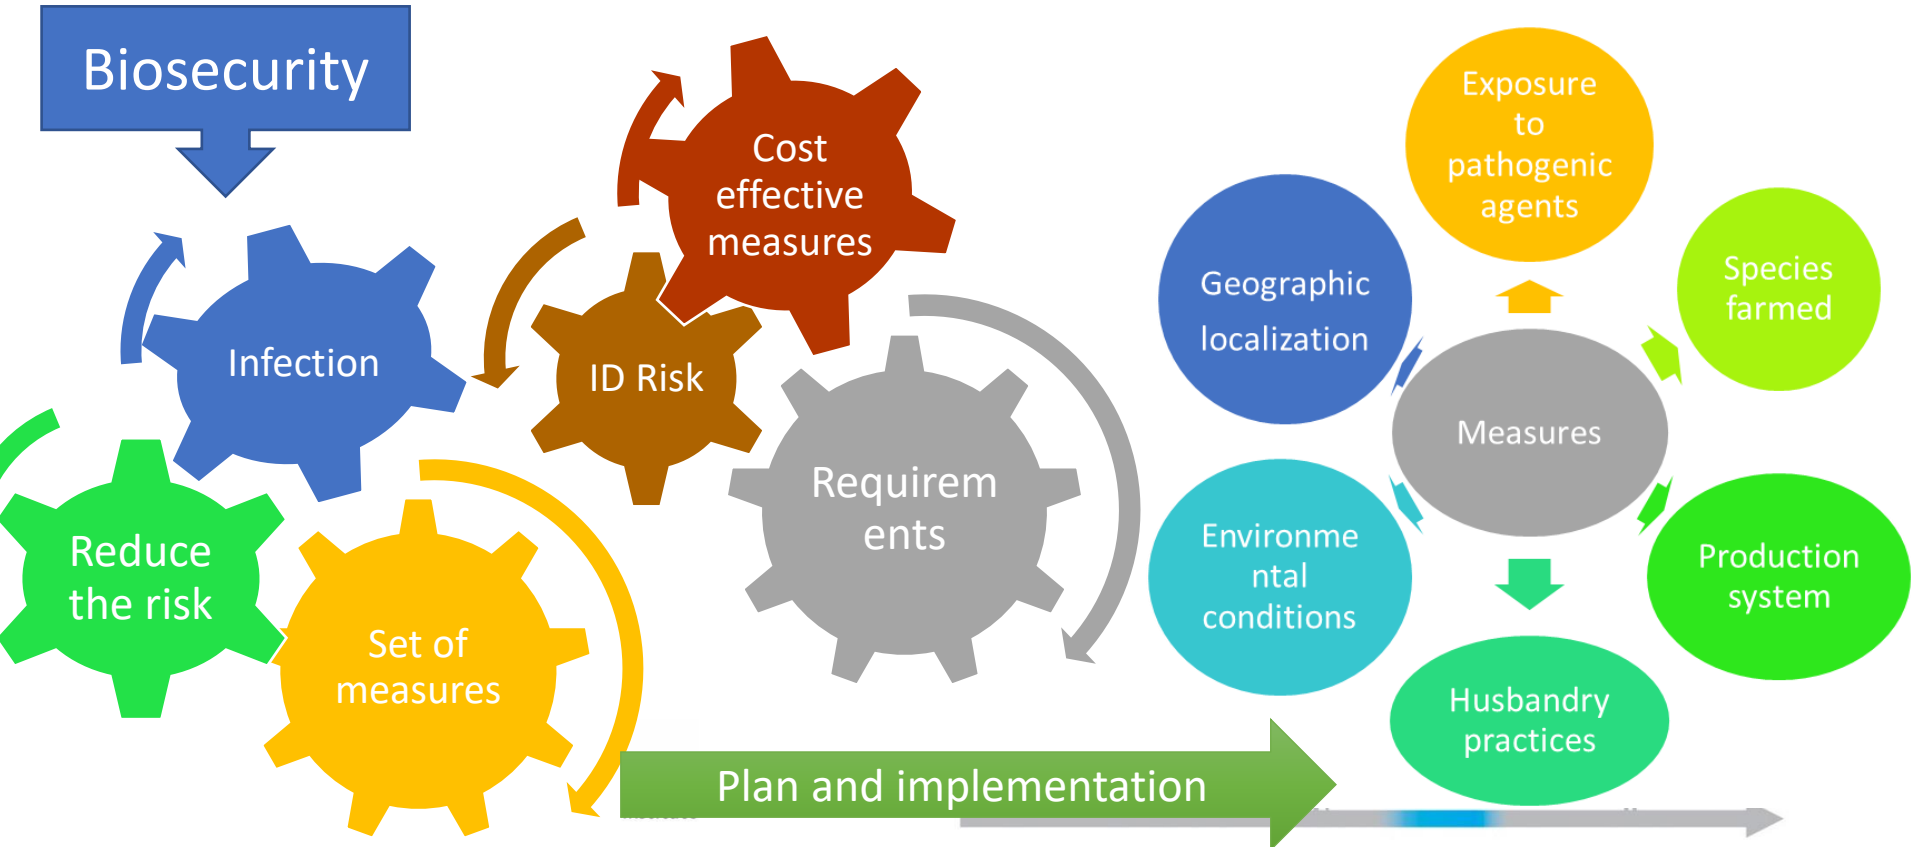 Biosecurity
Infection
Reduce
the risk
Set of
measures
Cost
effective
measures
ID Risk
Requirem
ents
Plan and implementation
Exposure
to
pathogenic
agents
Geographic
localization
Species
farmed
Measures
Environme
ntal
conditions
Production
system
Husbandry
practices